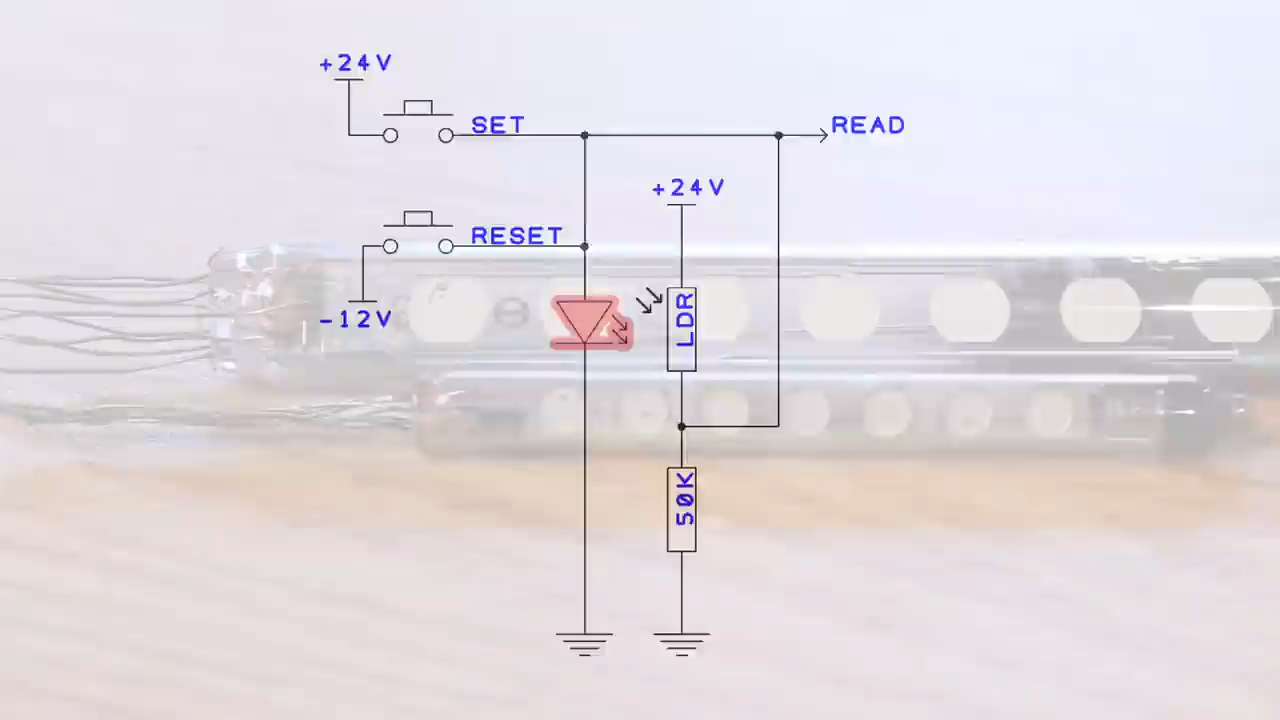 +24V
SET
READ
+24V
RESET
-12V
LDR
50K